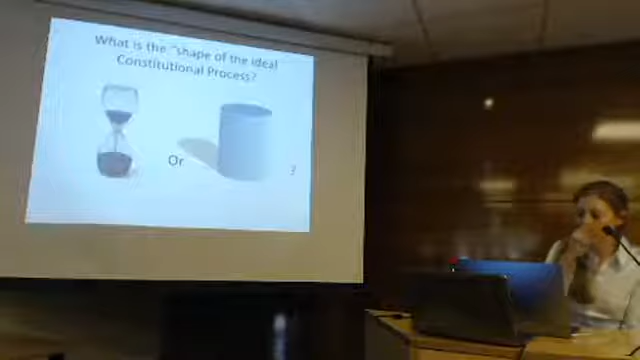 What is the "shape of the ideal
Constitutional Process?
Or
?